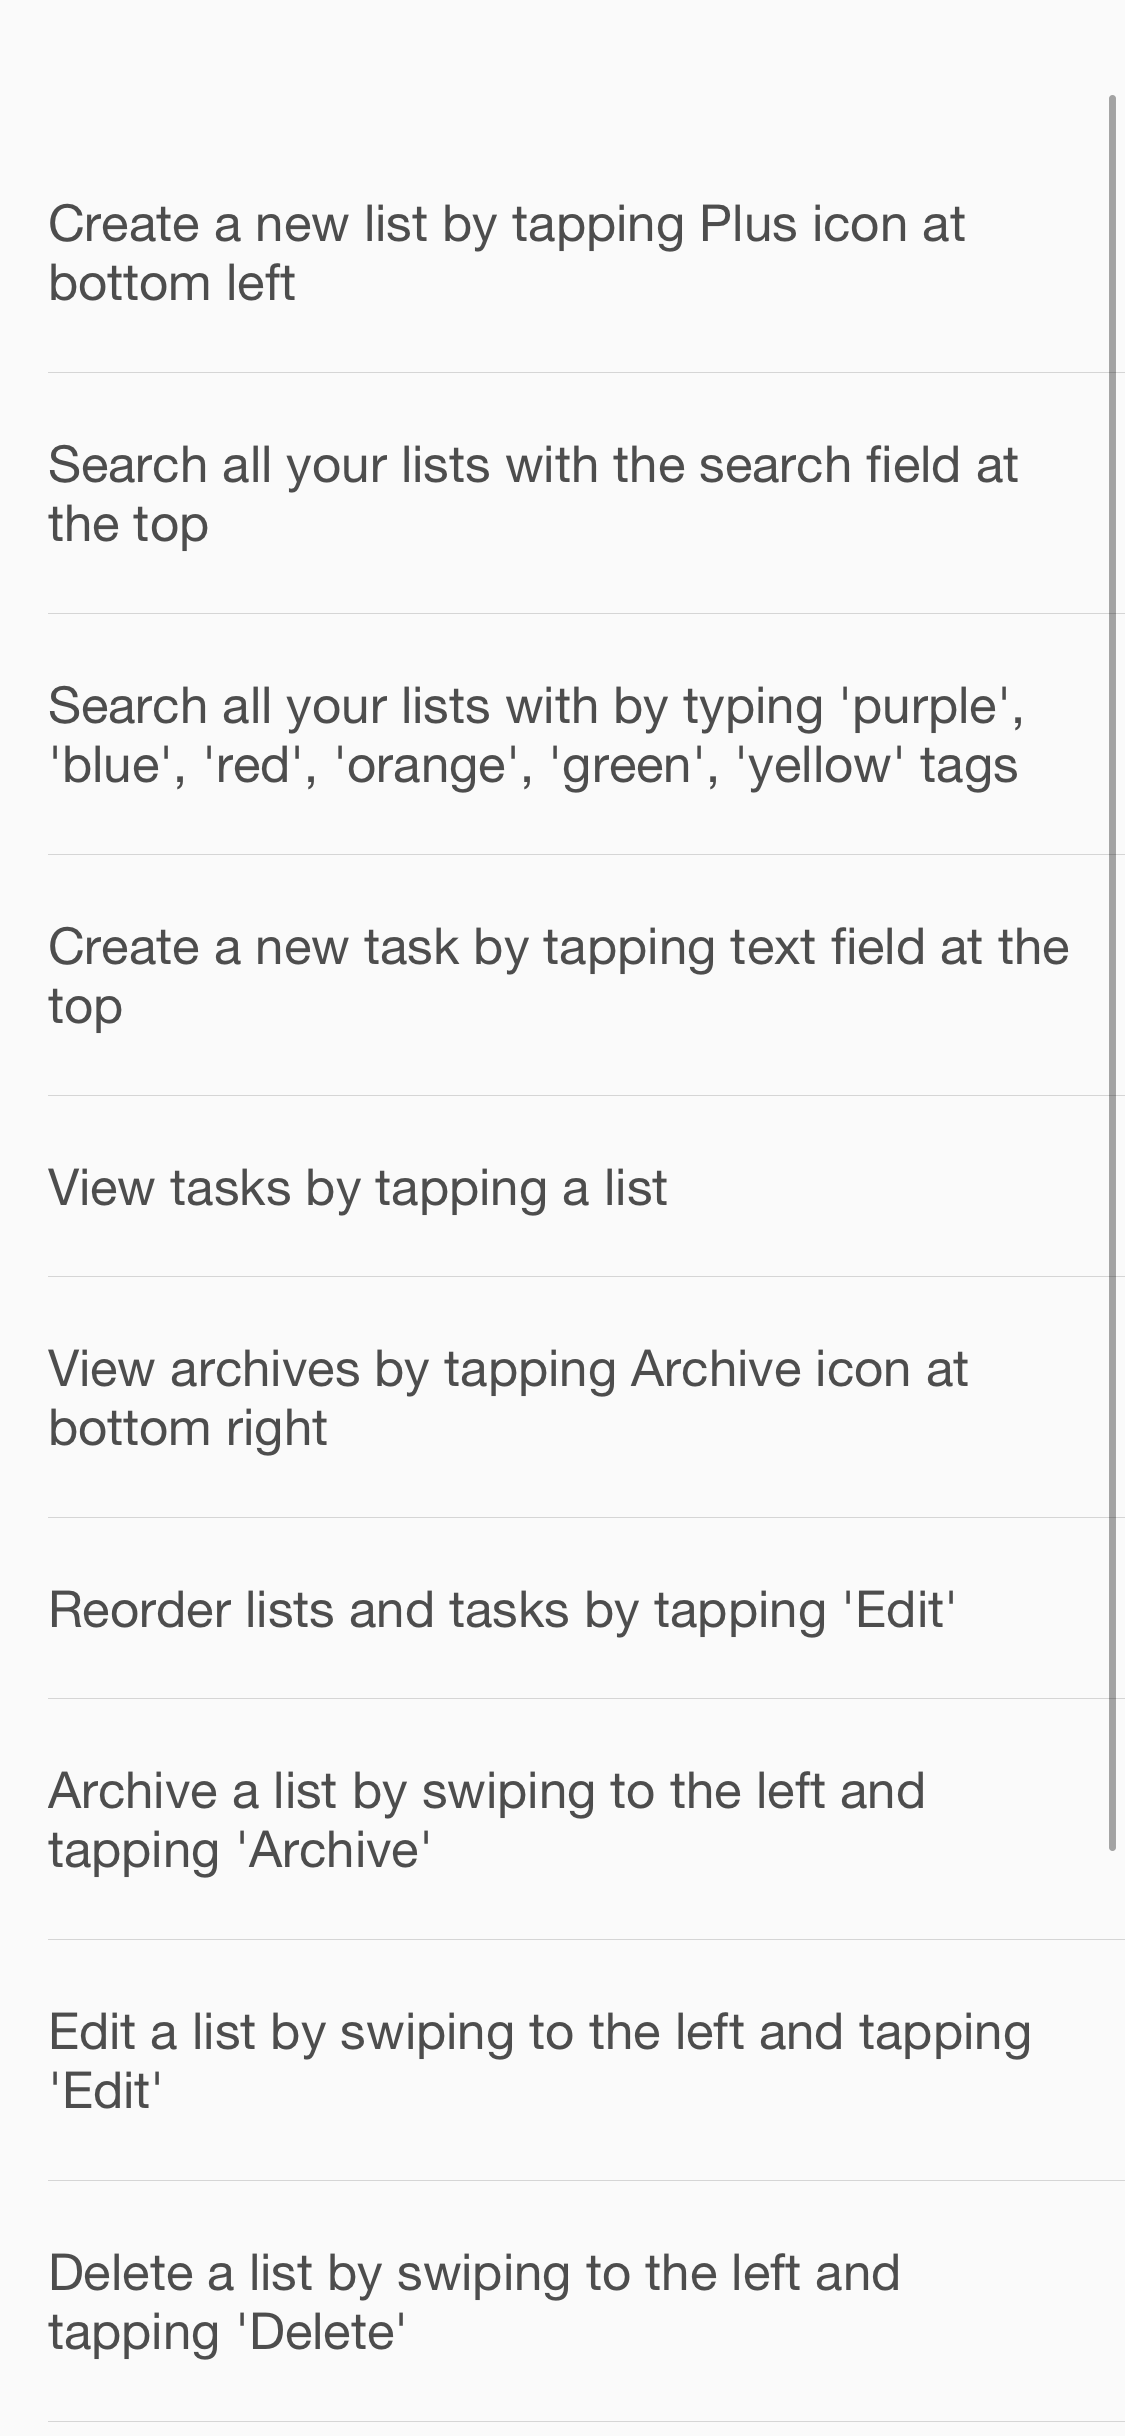 Create a new list by tapping Plus icon at
bottom left
Search all your lists with the search field at
the top
Search all your lists with by typing 'purple',
'blue', 'red', 'orange', 'green', 'yellow' tags
Create a new task by tapping text field at the
top
View tasks by tapping a list
View archives by tapping Archive icon at
bottom right
Reorder lists and tasks by tapping 'Edit'
Archive a list by swiping to the left and
tapping 'Archive'
Edit a list by swiping to the left and tapping
'Edit'
Delete a list by swiping to the left and
tapping 'Delete'